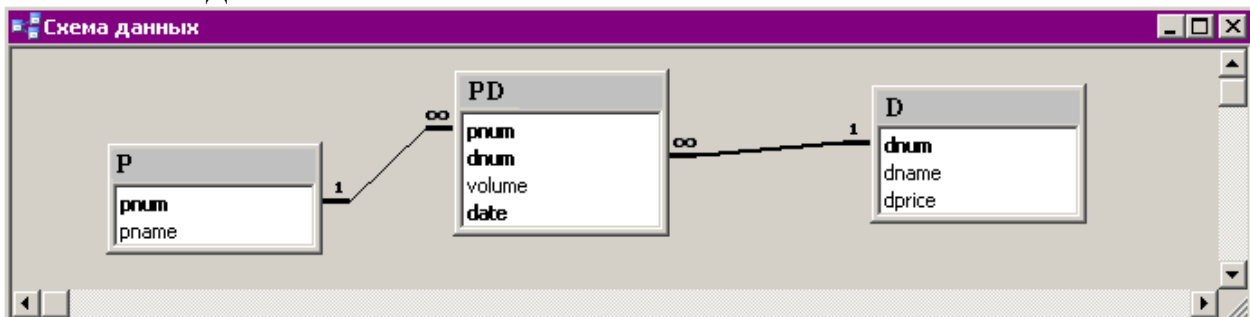 Схема данных
P
pnum
pname
1
∞
PD
pnum
dnum
volume
date
∞
1
D
dnum
dname
dprice